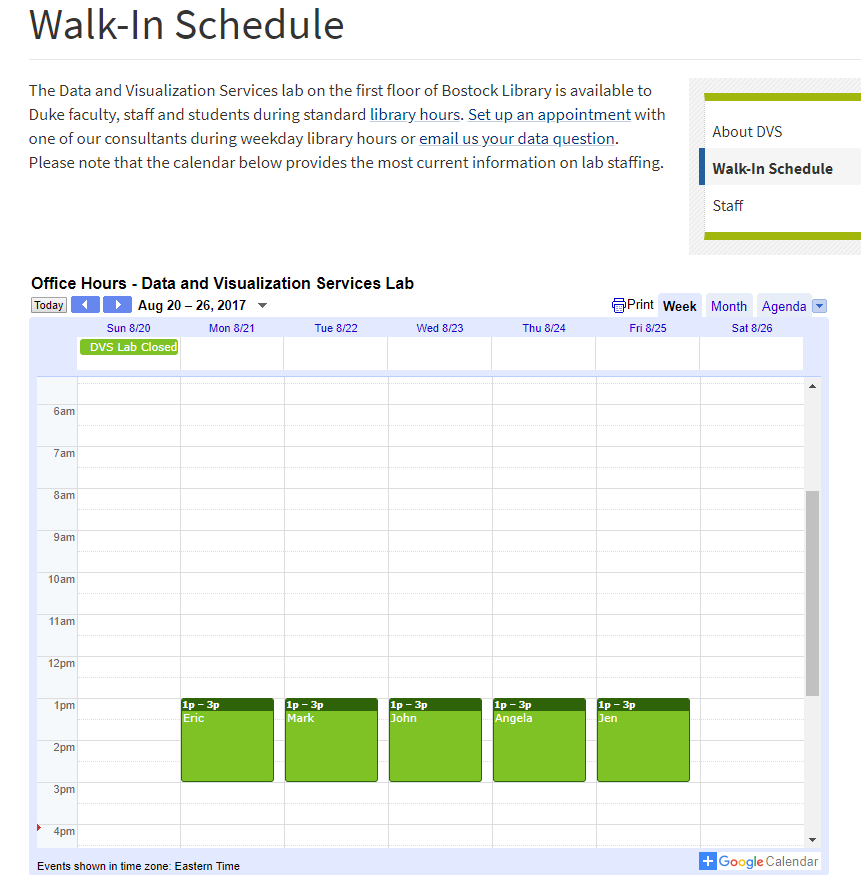 Walk-In Schedule
The Data and Visualization Services lab on the first floor of Bostock Library is available to
Duke faculty, staff and students during standard library hours. Set up an appointment with
one of our consultants during weekday library hours or email us your data question.
Please note that the calendar below provides the most current information on lab staffing.
About DVS
Walk-In Schedule
Staff
Office Hours - Data and Visualization Services Lab
Today Aug 20 – 26, 2017 Print Week Month Agenda
Sun 8/20 Mon 8/21 Tue 8/22 Wed 8/23 Thu 8/24 Fri 8/25 Sat 8/26
DVS Lab Closed
6am
7am
8am
9am
10am
11am
12pm
1pm 1p – 3p 1p – 3p 1p – 3p 1p – 3p 1p – 3p
Eric Mark John Angela Jen
2pm
3pm
4pm
Events shown in time zone: Eastern Time
Google Calendar